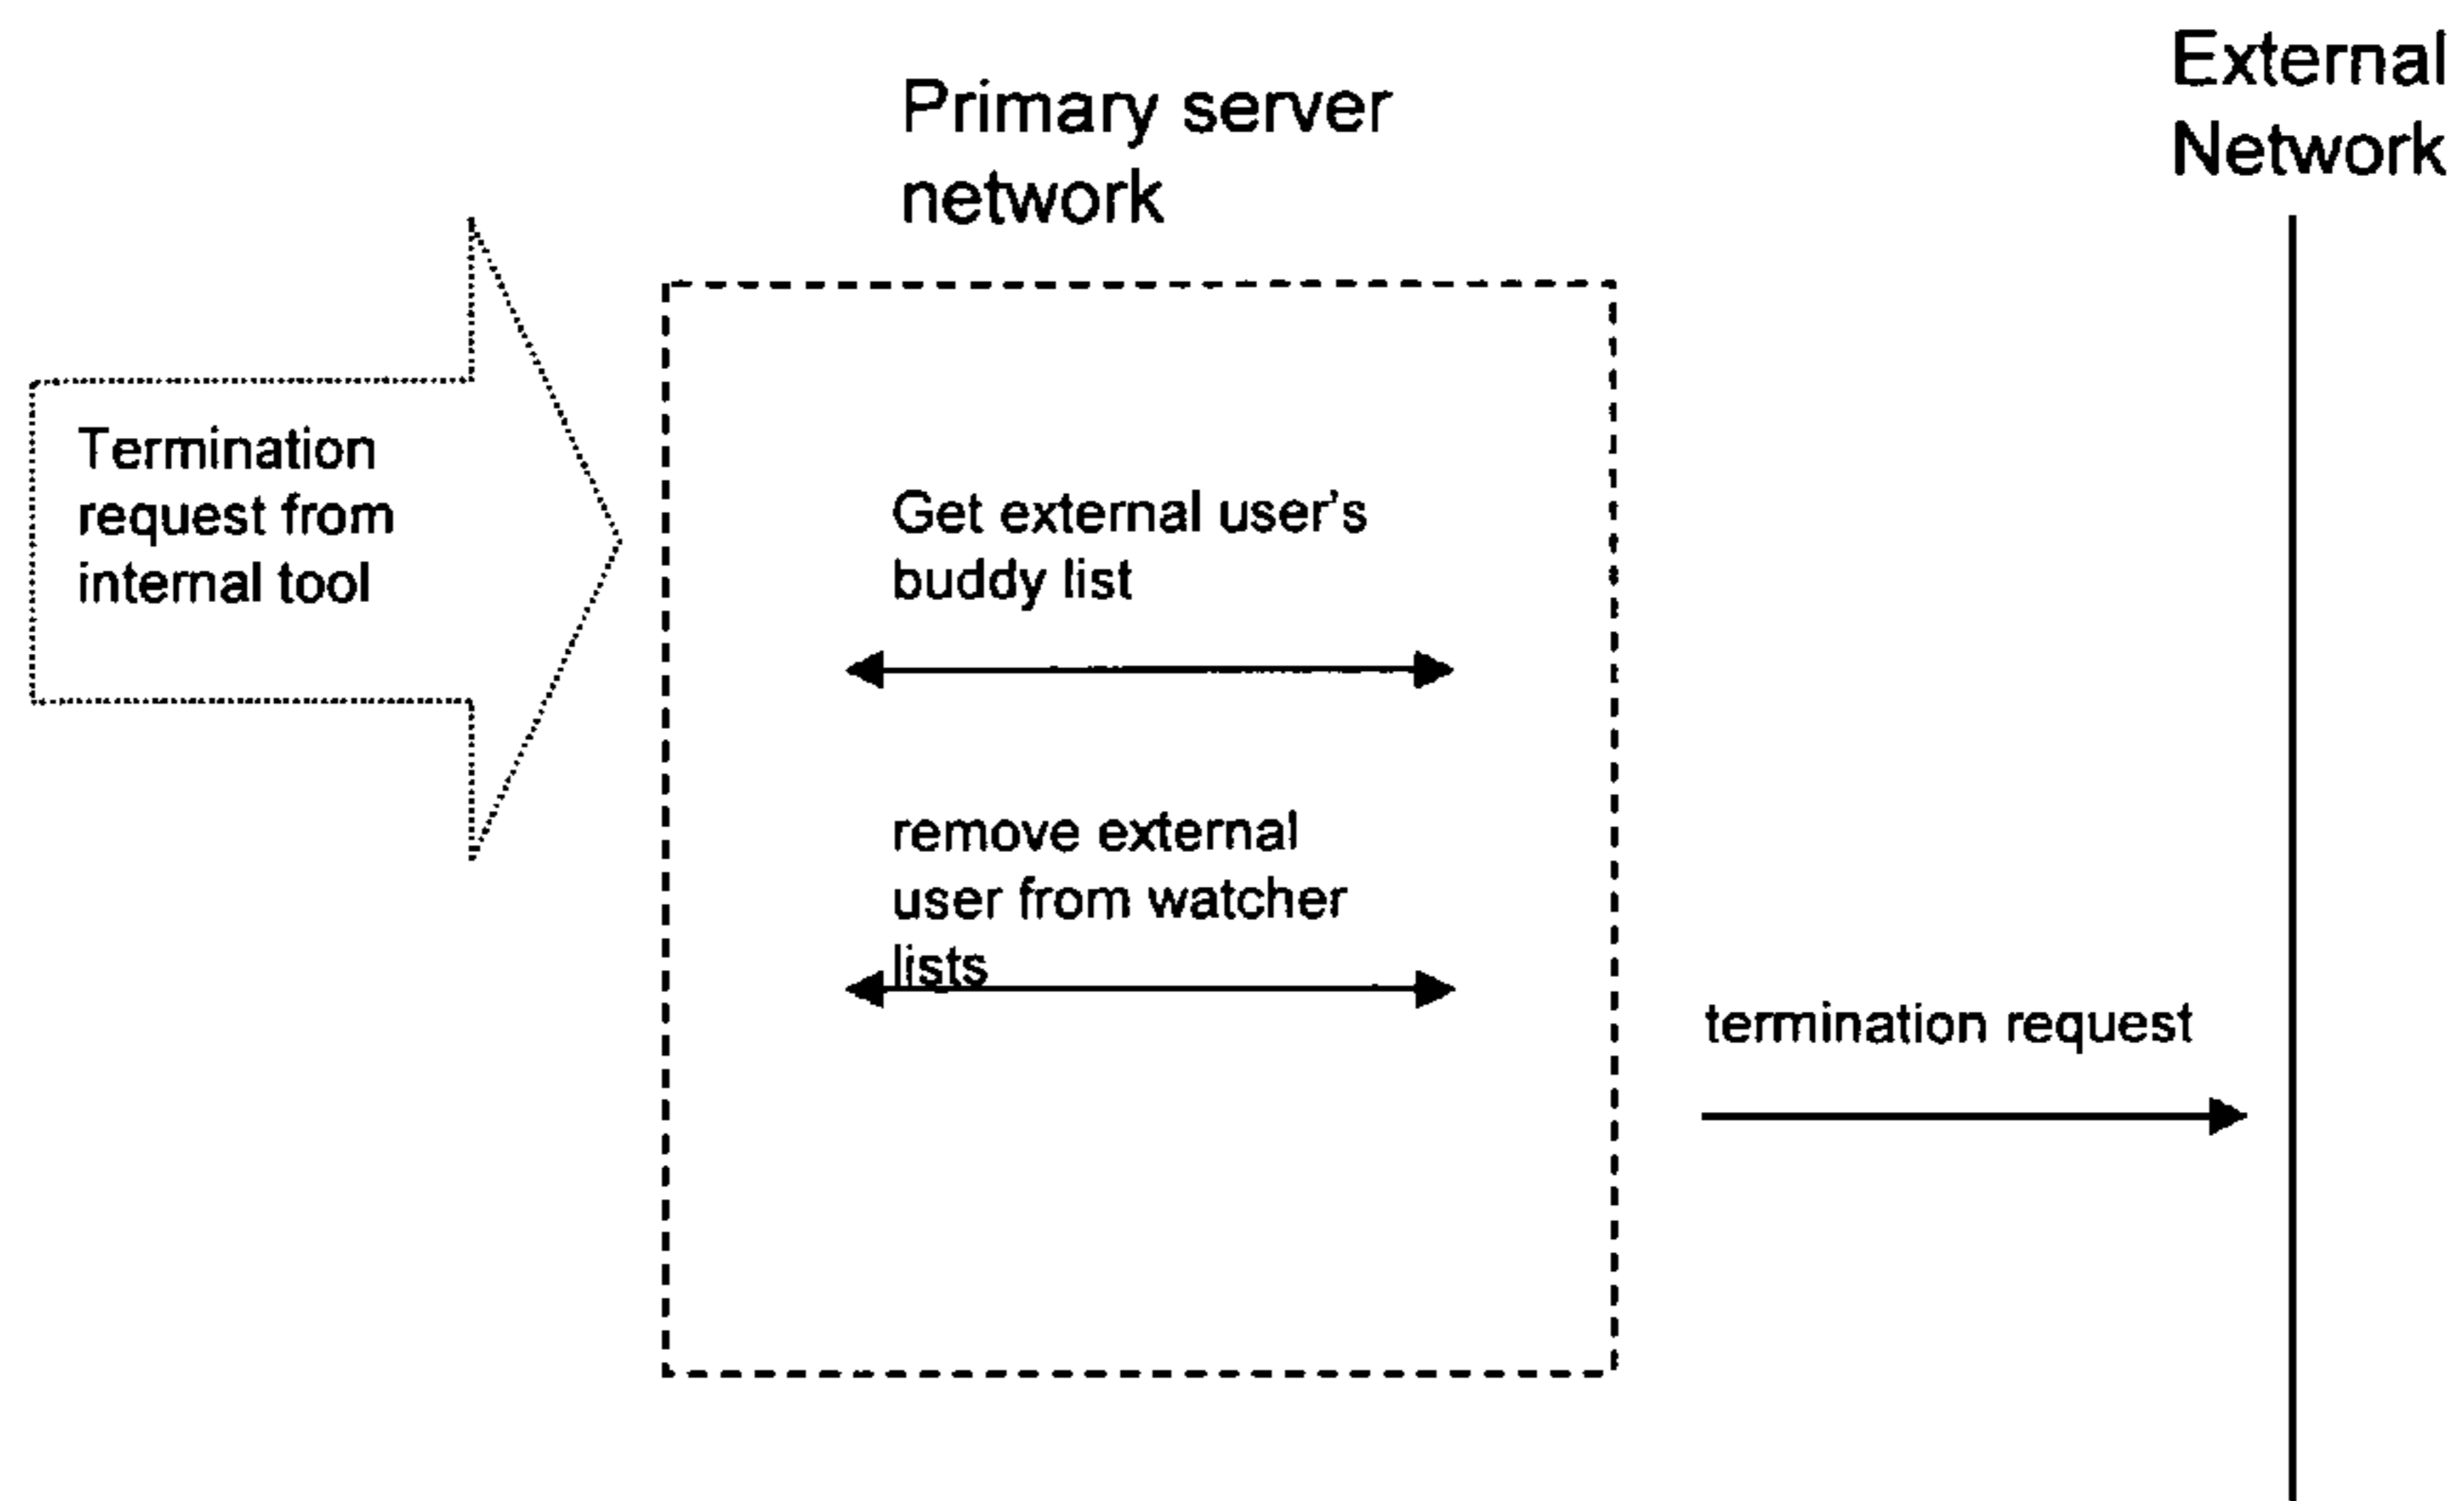 External
Network
Primary server
network
Termination
request from
internal tool
Get external user's
buddy list
remove external
user from watcher
lists
termination request